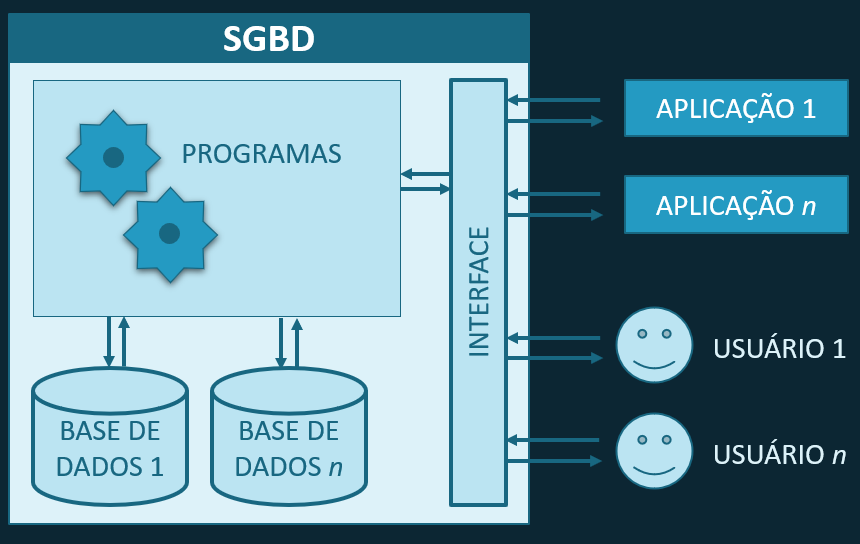 SGBD
PROGRAMAS
INTERFACE
BASE DE
DADOS 1
BASE DE
DADOS n
APLICAÇÃO 1
APLICAÇÃO n
USUÁRIO 1
USUÁRIO n